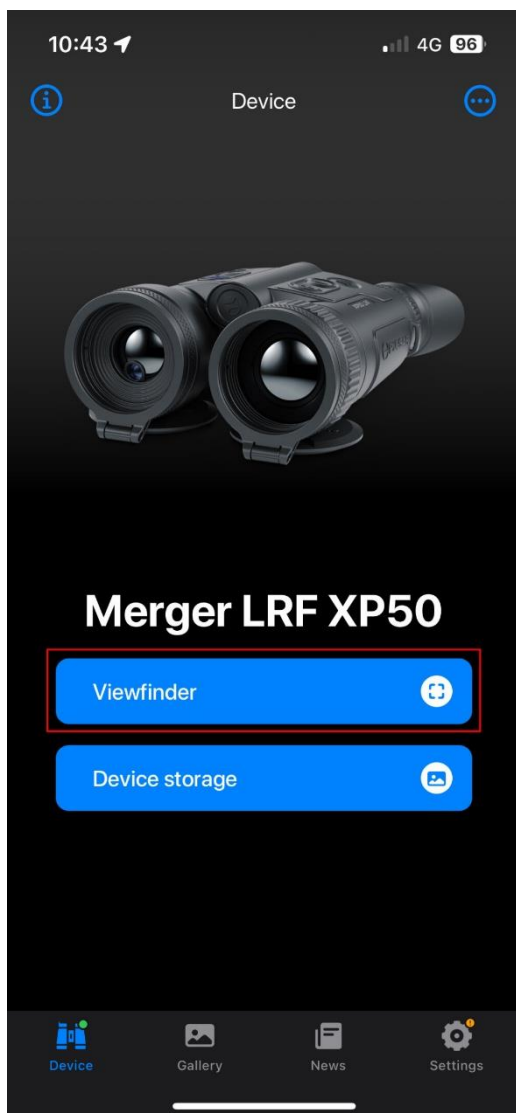 10:43
4G 96
Device
Merger LRF XP50
Viewfinder
Device storage
Device Gallery News Settings